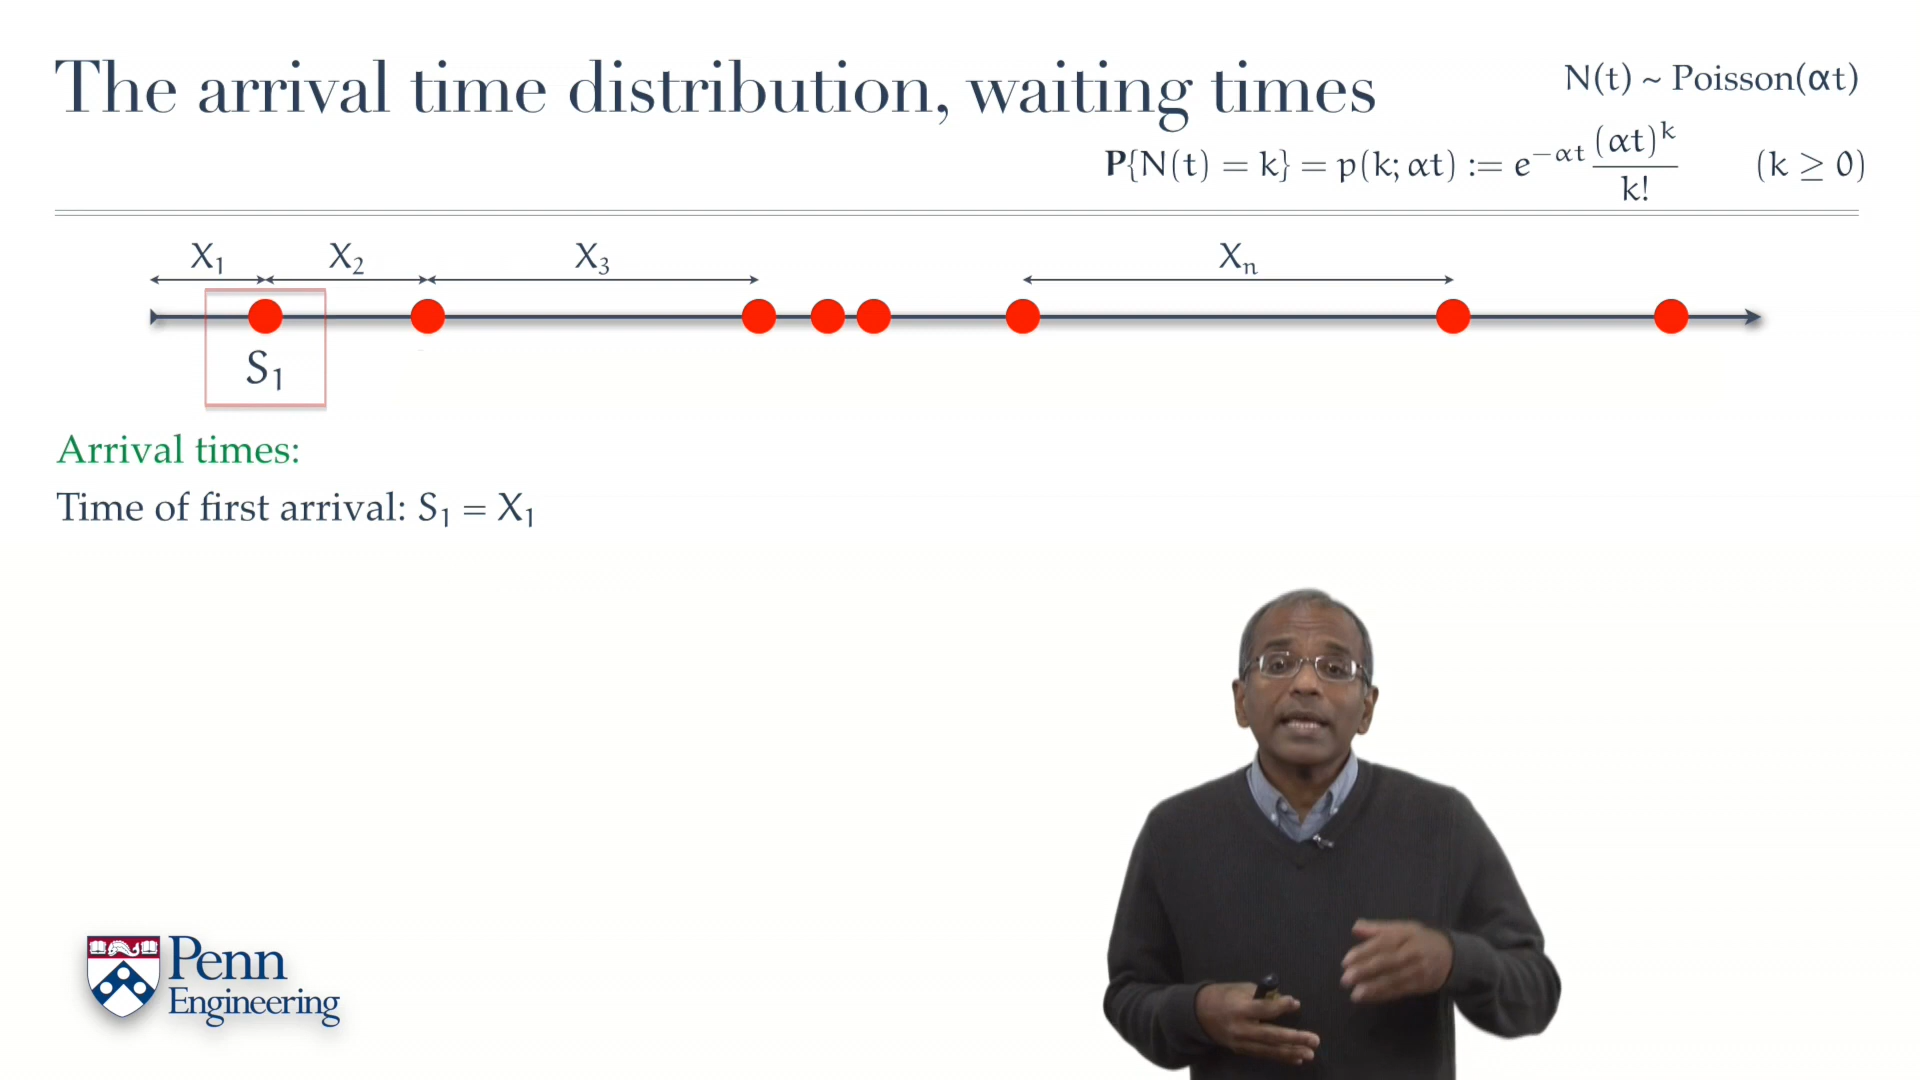 The arrival time distribution, waiting times
N(t) ~ Poisson(αt)
P{N(t) = k} = p(k; αt) := e^{−αt} (αt)^k / k! (k ≥ 0)
X₁ X₂ X₃ Xₙ
S₁
Arrival times:
Time of first arrival: S₁ = X₁
Penn
Engineering